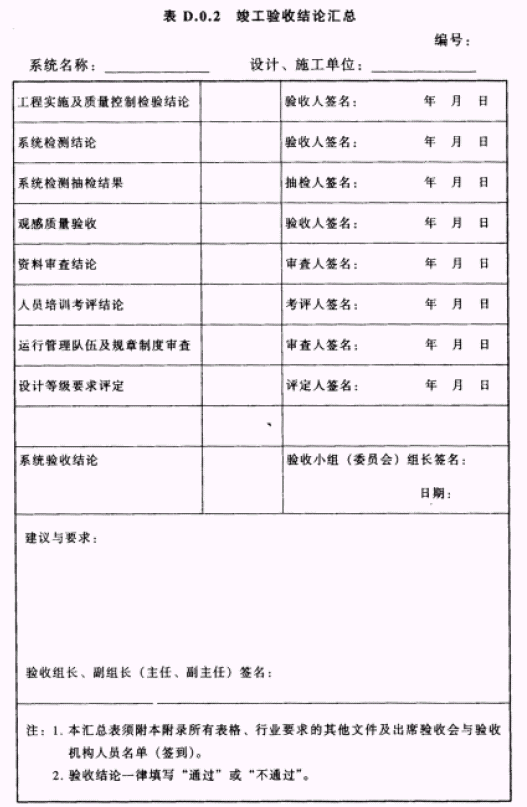 表 D.0.2 竣工验收结论汇总
编号：
系统名称：__________ 设计、施工单位：__________
工程实施及质量控制检验结论 验收人签名： 年 月 日
系统检测结论 验收人签名： 年 月 日
系统检测抽检结果 抽检人签名： 年 月 日
观感质量验收 验收人签名： 年 月 日
资料审查结论 审查人签名： 年 月 日
人员培训考评结论 考评人签名： 年 月 日
运行管理队伍及规章制度审查 审查人签名： 年 月 日
设计等级要求评定 评定人签名： 年 月 日
系统验收结论 验收小组（委员会）组长签名：
日期：
建议与要求：
验收组长、副组长（主任、副主任）签名：
注：1. 本汇总表须附本附录所有表格、行业要求的其他文件及出席验收会与验收
机构人员名单（签到）。
2. 验收结论一律填写“通过”或“不通过”。